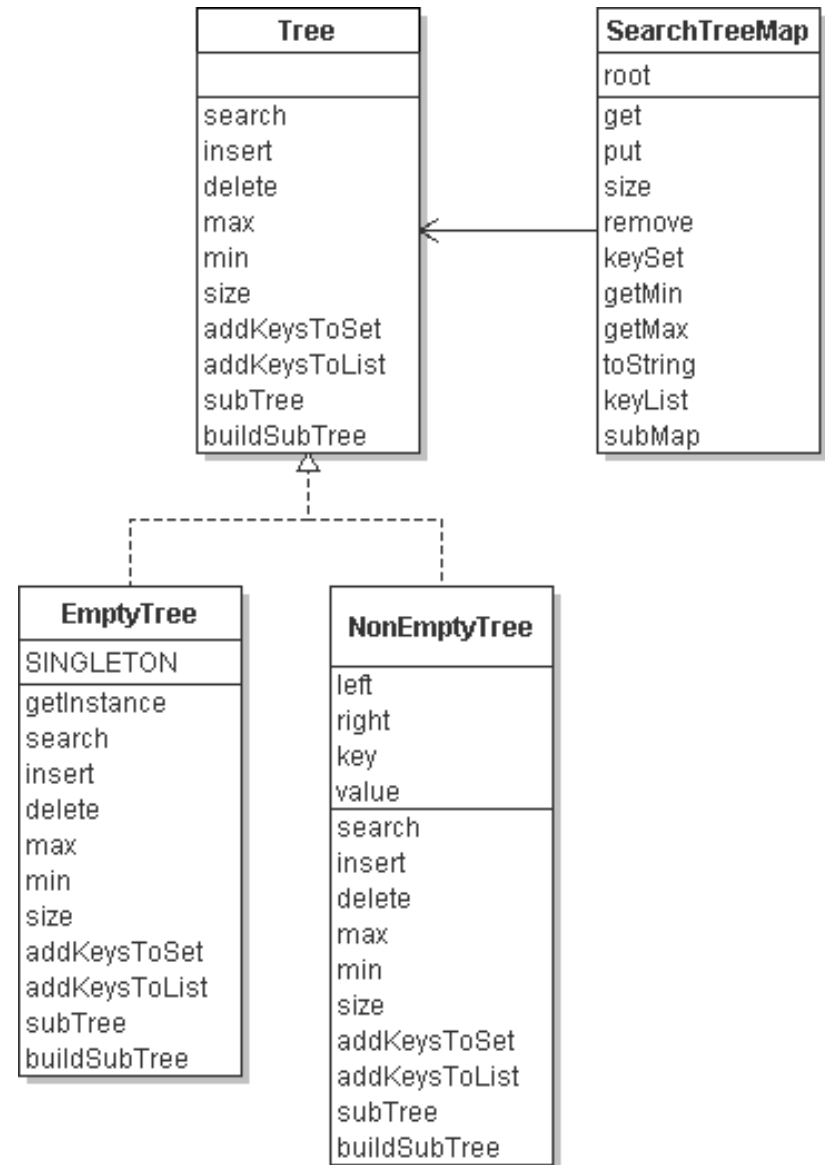 Tree
search
insert
delete
max
min
size
addKeysToSet
addKeysToList
subTree
buildSubTree
SearchTreeMap
root
get
put
size
remove
keySet
getMin
getMax
toString
keyList
subMap
EmptyTree
SINGLETON
getInstance
search
insert
delete
max
min
size
addKeysToSet
addKeysToList
subTree
buildSubTree
NonEmptyTree
left
right
key
value
search
insert
delete
max
min
size
addKeysToSet
addKeysToList
subTree
buildSubTree